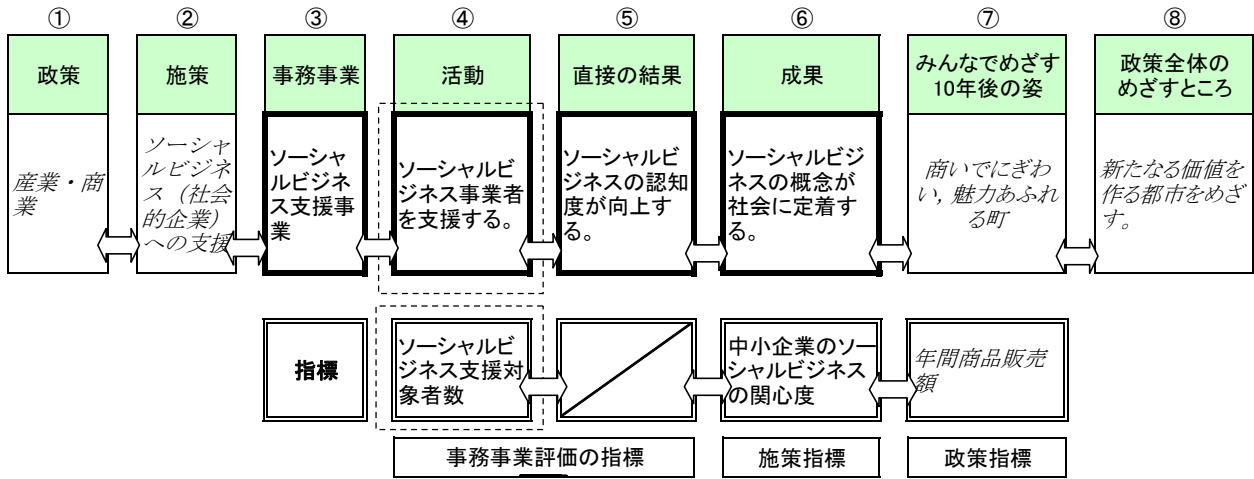 ① ② ③ ④ ⑤ ⑥ ⑦ ⑧
政策
施策
事務事業
活動
直接の結果
成果
みんなでめざす
10年後の姿
政策全体の
めざすところ
産業・商
業
ソーシャ
ルビジネ
ス（社会
的企業）
への支援
ソーシャ
ルビジネ
ス支援事
業
ソーシャルビ
ジネス事業者
を支援する。
ソーシャルビ
ジネスの認知
度が向上す
る。
ソーシャルビジ
ネスの概念が
社会に定着す
る。
商いでにぎわ
い，魅力あふれ
る町
新たなる価値を
作る都市をめざ
す。
指標
ソーシャルビ
ジネス支援対
象者数
中小企業のソー
シャルビジネス
の関心度
年間商品販売
額
事務事業評価の指標
施策指標
政策指標